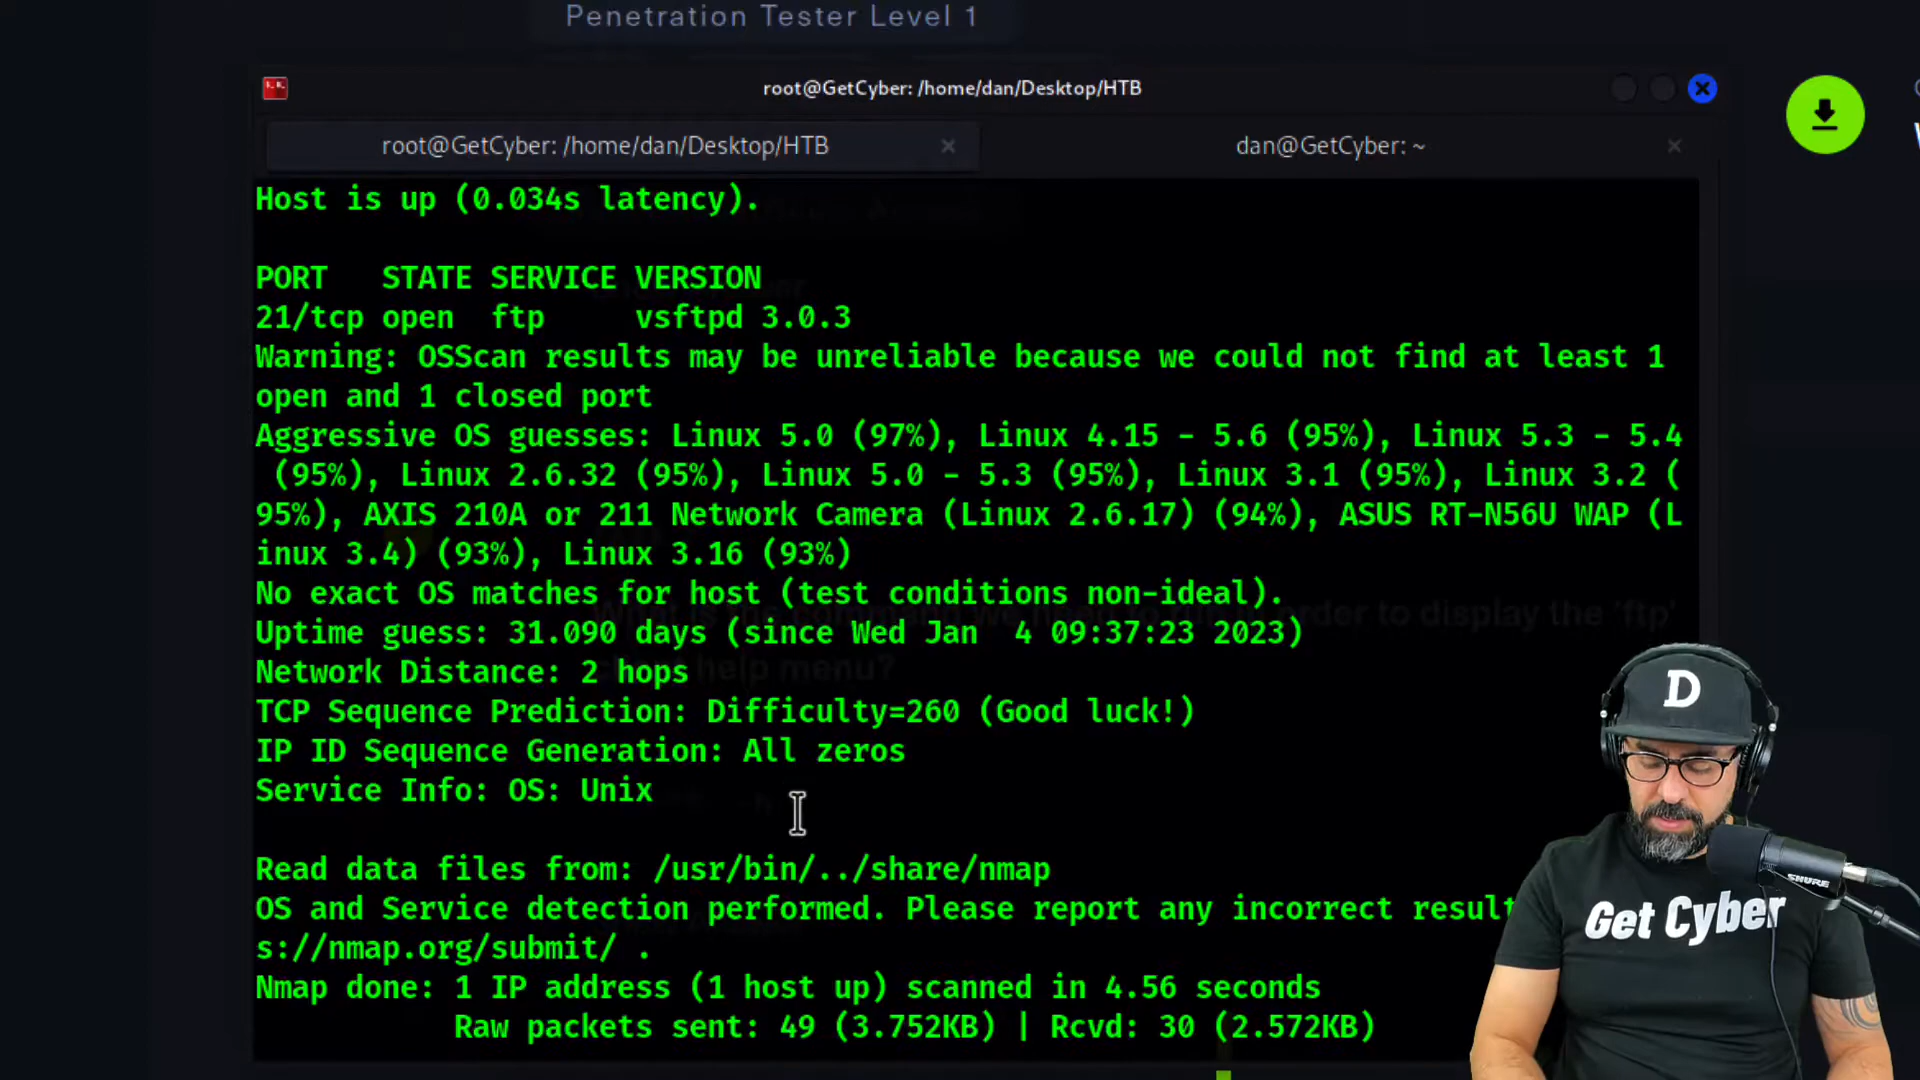 Penetration Tester Level 1
root@GetCyber: /home/dan/Desktop/HTB
root@GetCyber: /home/dan/Desktop/HTB
dan@GetCyber: ~
Host is up (0.034s latency).
PORT   STATE SERVICE VERSION
21/tcp open  ftp     vsftpd 3.0.3
Warning: OSScan results may be unreliable because we could not find at least 1
open and 1 closed port
Aggressive OS guesses: Linux 5.0 (97%), Linux 4.15 - 5.6 (95%), Linux 5.3 - 5.4
(95%), Linux 2.6.32 (95%), Linux 5.0 - 5.3 (95%), Linux 3.1 (95%), Linux 3.2 (
95%), AXIS 210A or 211 Network Camera (Linux 2.6.17) (94%), ASUS RT-N56U WAP (L
inux 3.4) (93%), Linux 3.16 (93%)
No exact OS matches for host (test conditions non-ideal).
Uptime guess: 31.090 days (since Wed Jan  4 09:37:23 2023)
Network Distance: 2 hops
TCP Sequence Prediction: Difficulty=260 (Good luck!)
IP ID Sequence Generation: All zeros
Service Info: OS: Unix
Read data files from: /usr/bin/../share/nmap
OS and Service detection performed. Please report any incorrect result
s://nmap.org/submit/ .
Nmap done: 1 IP address (1 host up) scanned in 4.56 seconds
Raw packets sent: 49 (3.752KB) | Rcvd: 30 (2.572KB)
order to display the 'ftp'
help menu?
D
SHURE
Get Cyber